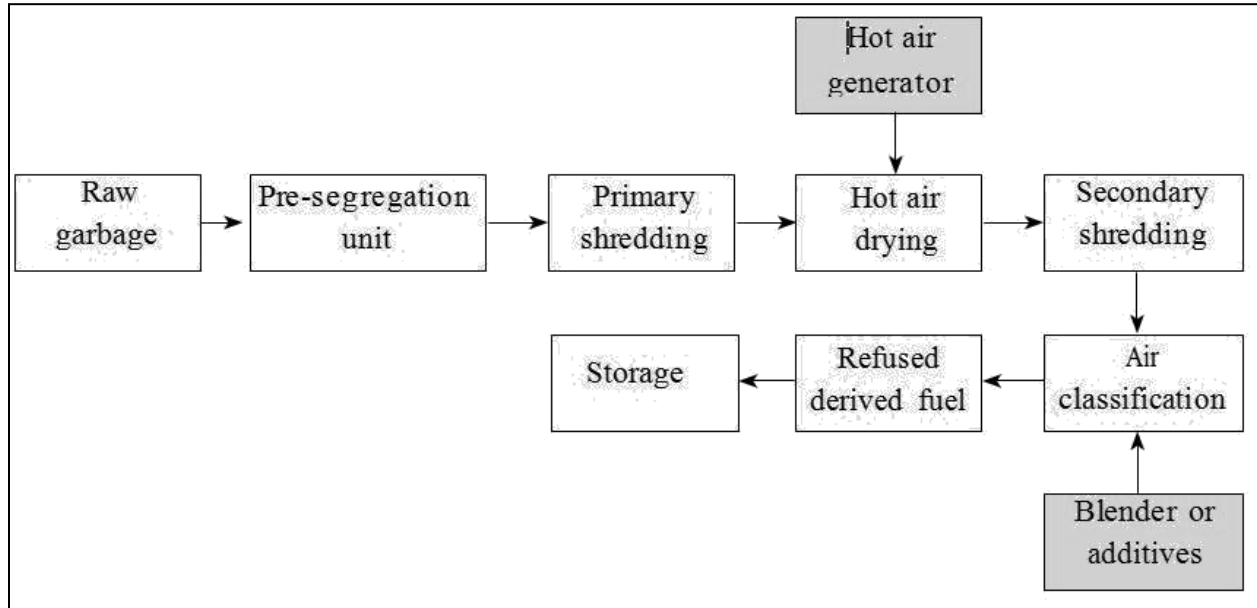 Hot air
generator
Raw
garbage
Pre-segregation
unit
Primary
shredding
Hot air
drying
Secondary
shredding
Storage
Refused
derived fuel
Air
classification
Blender or
additives